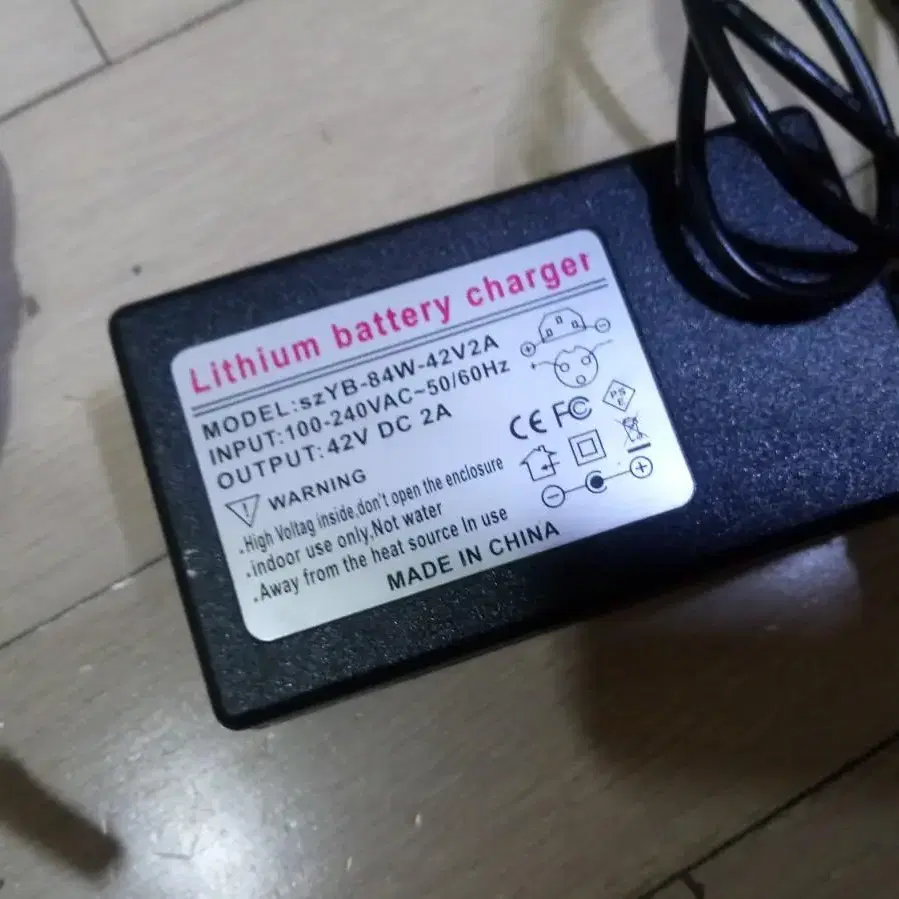 Lithium battery charger
MODEL:szYB-84W-42V2A
INPUT:100-240VAC~50/60Hz
OUTPUT:42V DC 2A
CE FC PSE
WARNING
.High Voltag inside,don't open the enclosure
.indoor use only,Not water
.Away from the heat source In use
MADE IN CHINA